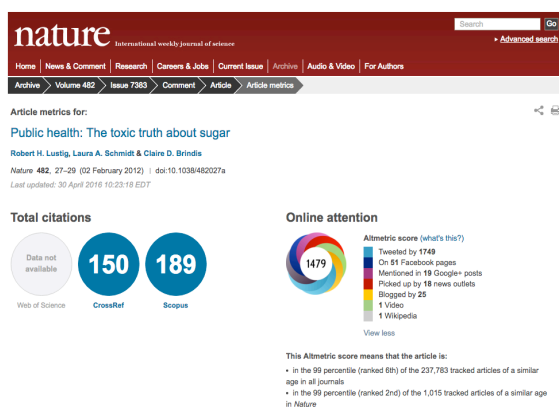 nature International weekly journal of science
Search Go
Advanced search
Home News & Comment Research Careers & Jobs Current Issue Archive Audio & Video For Authors
Archive Volume 482 Issue 7383 Comment Article Article metrics
Article metrics for:
Public health: The toxic truth about sugar
Robert H. Lustig, Laura A. Schmidt & Claire D. Brindis
Nature 482, 27–29 (02 February 2012) | doi:10.1038/482027a
Last updated: 30 April 2016 10:23:18 EDT
Total citations
Data not
available
Web of Science
150
CrossRef
189
Scopus
Online attention
1479
Altmetric score (what's this?)
Tweeted by 1749
On 51 Facebook pages
Mentioned in 19 Google+ posts
Picked up by 18 news outlets
Blogged by 25
1 Video
1 Wikipedia
View less
This Altmetric score means that the article is:
• in the 99 percentile (ranked 6th) of the 237,783 tracked articles of a similar
age in all journals
• in the 99 percentile (ranked 2nd) of the 1,015 tracked articles of a similar age
in Nature